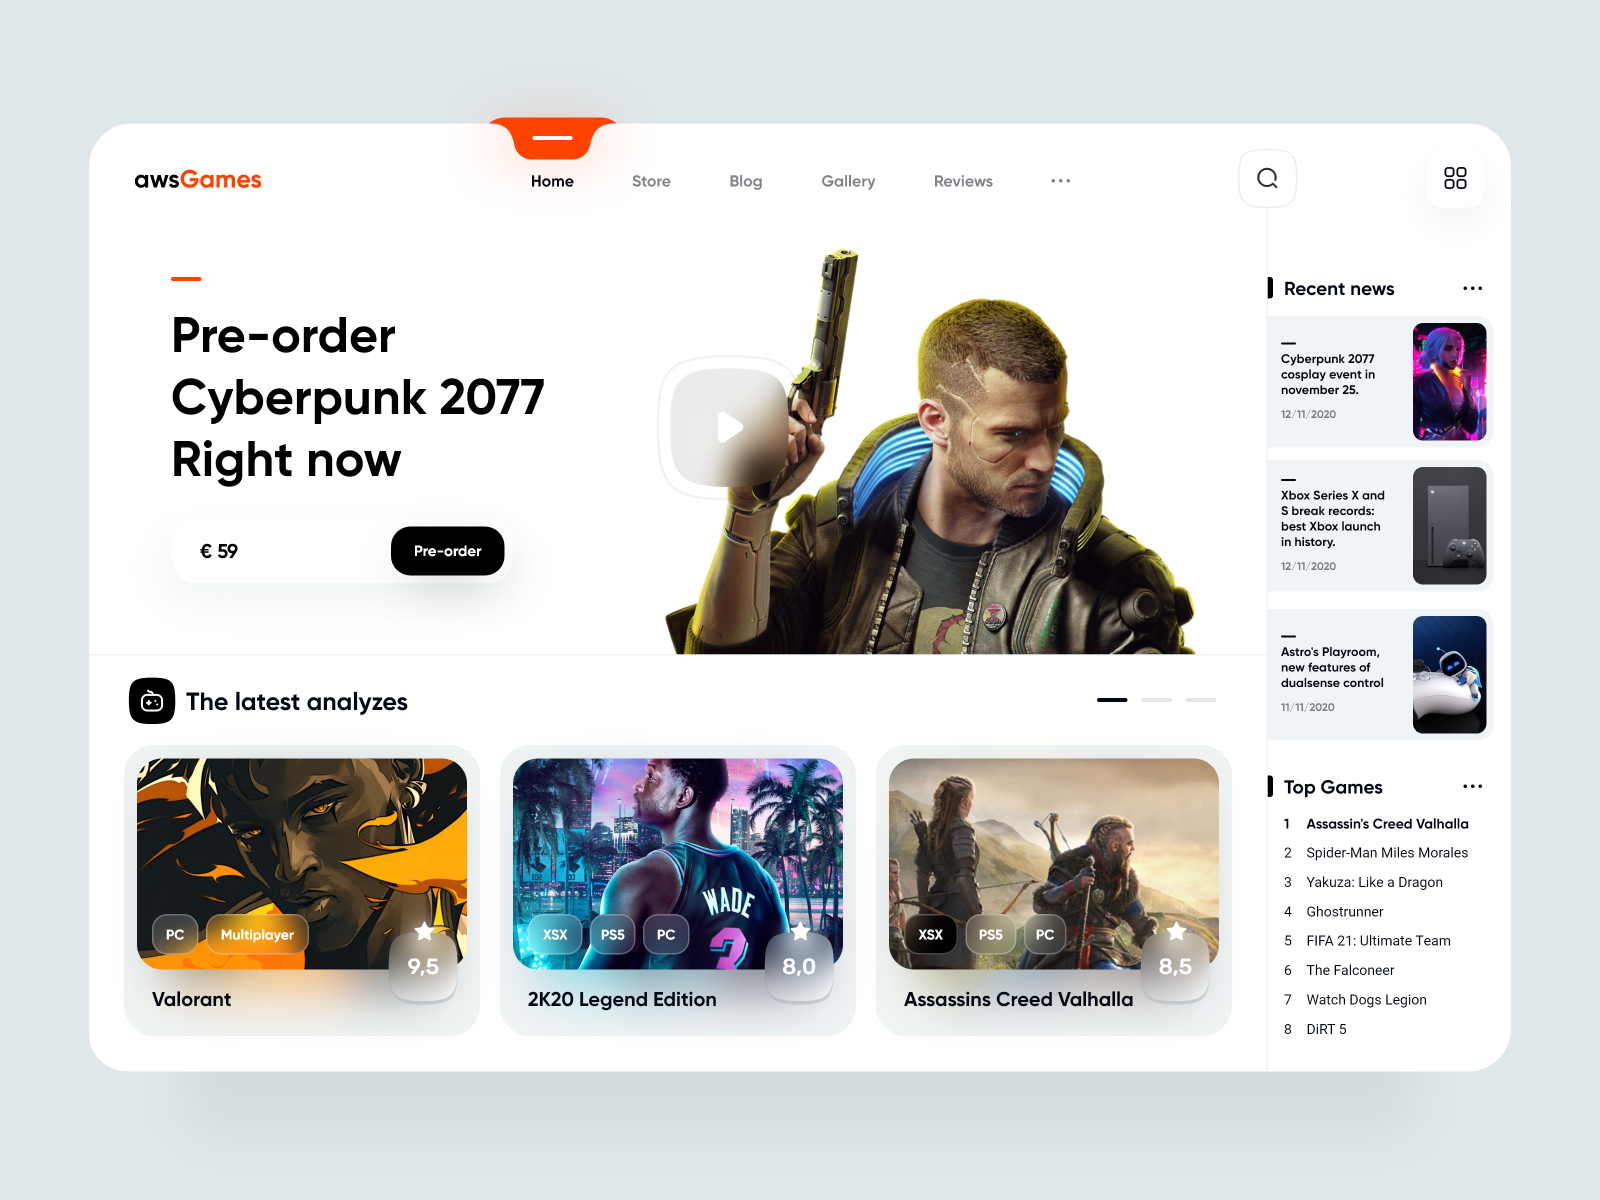 awsGames
Home
Store
Blog
Gallery
Reviews
Pre-order
Cyberpunk 2077
Right now
€ 59
Pre-order
The latest analyzes
PC
Multiplayer
9,5
Valorant
WADE
3
XSX
PS5
PC
8,0
2K20 Legend Edition
XSX
PS5
PC
8,5
Assassins Creed Valhalla
Recent news
Cyberpunk 2077
cosplay event in
november 25.
12/11/2020
Xbox Series X and
S break records:
best Xbox launch
in history.
12/11/2020
Astro's Playroom,
new features of
dualsense control
11/11/2020
Top Games
1 Assassin's Creed Valhalla
2 Spider-Man Miles Morales
3 Yakuza: Like a Dragon
4 Ghostrunner
5 FIFA 21: Ultimate Team
6 The Falconeer
7 Watch Dogs Legion
8 DiRT 5